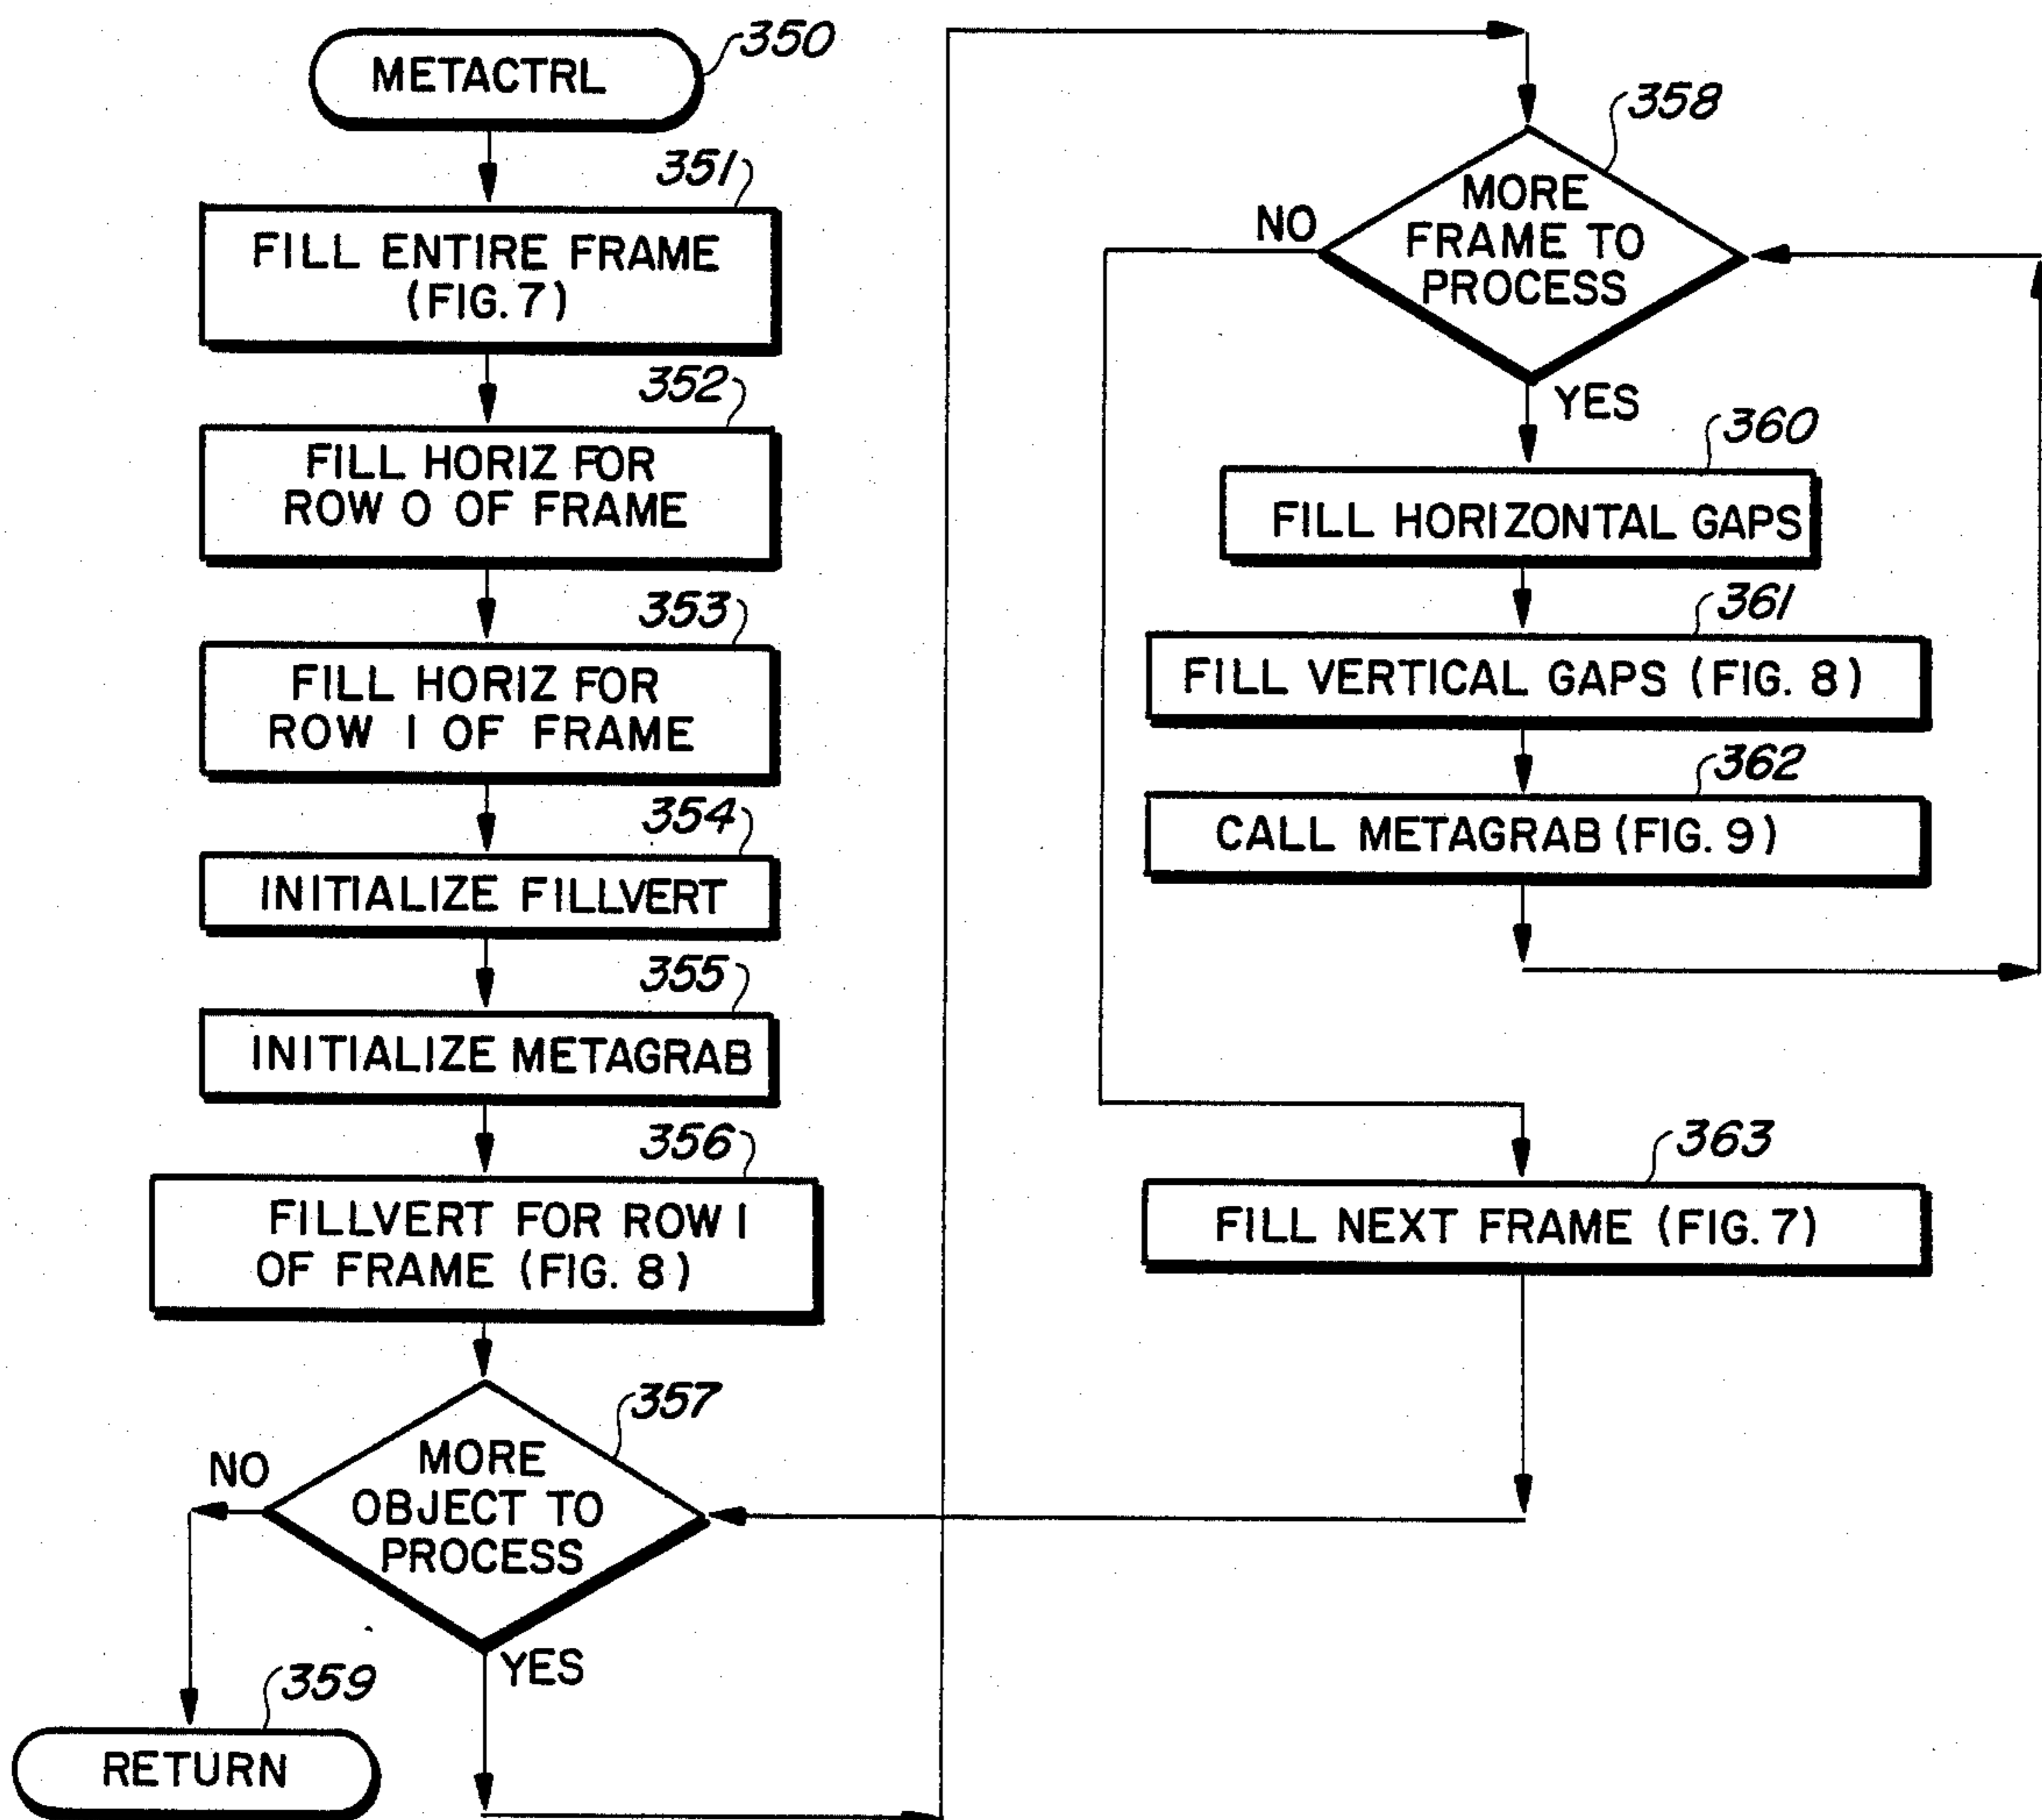 METACTRL
350
351
FILL ENTIRE FRAME
(FIG. 7)
352
FILL HORIZ FOR
ROW 0 OF FRAME
353
FILL HORIZ FOR
ROW 1 OF FRAME
354
INITIALIZE FILLVERT
355
INITIALIZE METAGRAB
356
FILLVERT FOR ROW 1
OF FRAME (FIG. 8)
357
MORE
OBJECT TO
PROCESS
NO
YES
359
RETURN
358
MORE
FRAME TO
PROCESS
NO
YES
360
FILL HORIZONTAL GAPS
361
FILL VERTICAL GAPS (FIG. 8)
362
CALL METAGRAB (FIG. 9)
363
FILL NEXT FRAME (FIG. 7)